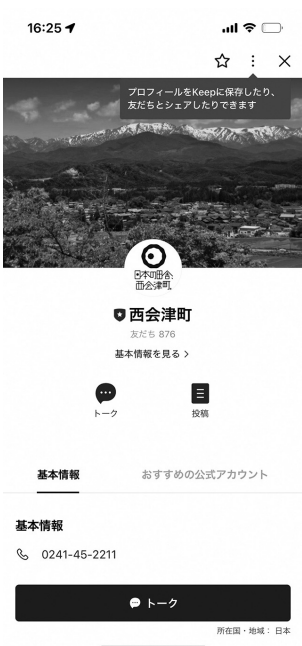 16:25
プロフィールをKeepに保存したり、
友だちとシェアしたりできます
日本の田舎、
西会津町。
西会津町
友だち 876
基本情報を見る
トーク
投稿
基本情報
おすすめの公式アカウント
基本情報
0241-45-2211
トーク
所在国・地域： 日本